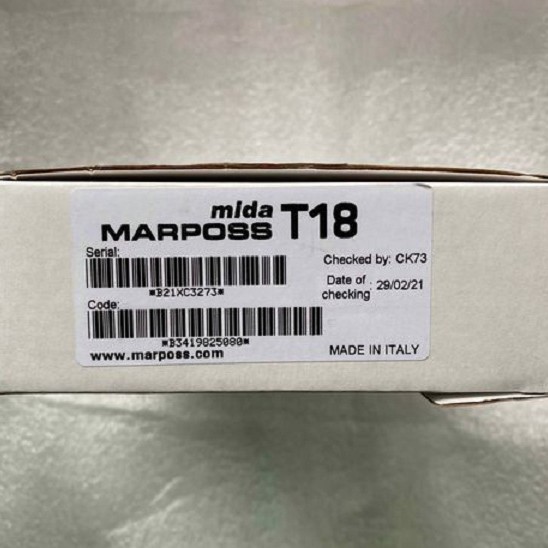 mida
MARPOSS T18
Serial:
*B21XC3273*
Checked by: CK73
Date of checking: 29/02/21
Code:
*B3419825080*
www.marposs.com
MADE IN ITALY